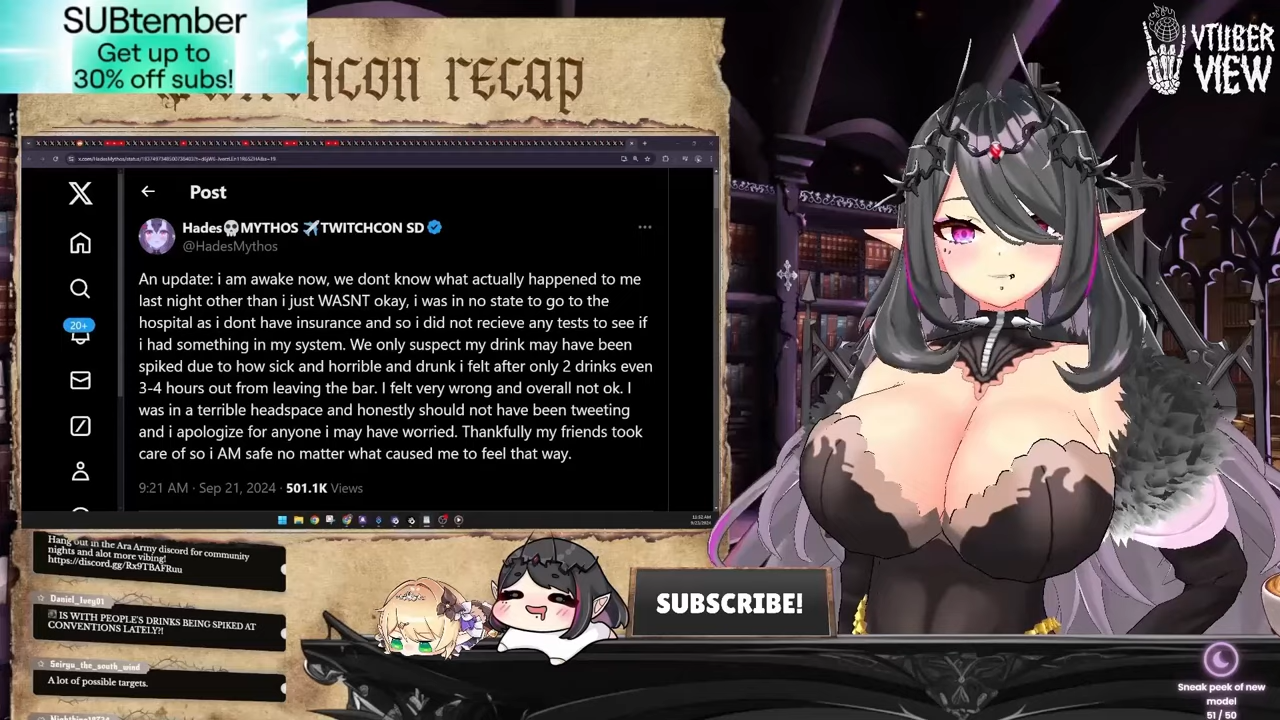 SUBtember
Get up to
30% off subs!
hcon recap
VTUBER
VIEW
Post
Hades💀MYTHOS ✈️TWITCHCON SD
@HadesMythos
20+
An update: i am awake now, we dont know what actually happened to me
last night other than i just WASNT okay, i was in no state to go to the
hospital as i dont have insurance and so i did not recieve any tests to see if
i had something in my system. We only suspect my drink may have been
spiked due to how sick and horrible and drunk i felt after only 2 drinks even
3-4 hours out from leaving the bar. I felt very wrong and overall not ok. I
was in a terrible headspace and honestly should not have been tweeting
and i apologize for anyone i may have worried. Thankfully my friends took
care of so i AM safe no matter what caused me to feel that way.
9:21 AM · Sep 21, 2024 · 501.1K Views
Hang out in the Ara Army discord for community
nights and alot more vibing!
https://discord.gg/Rx9TBAFRuu
Daniel_Ivey01
IS WITH PEOPLE'S DRINKS BEING SPIKED AT
CONVENTIONS LATELY?!
Seiryu_the_south_wind
A lot of possible targets.
SUBSCRIBE!
Sneak peek of new
model
51 / 50